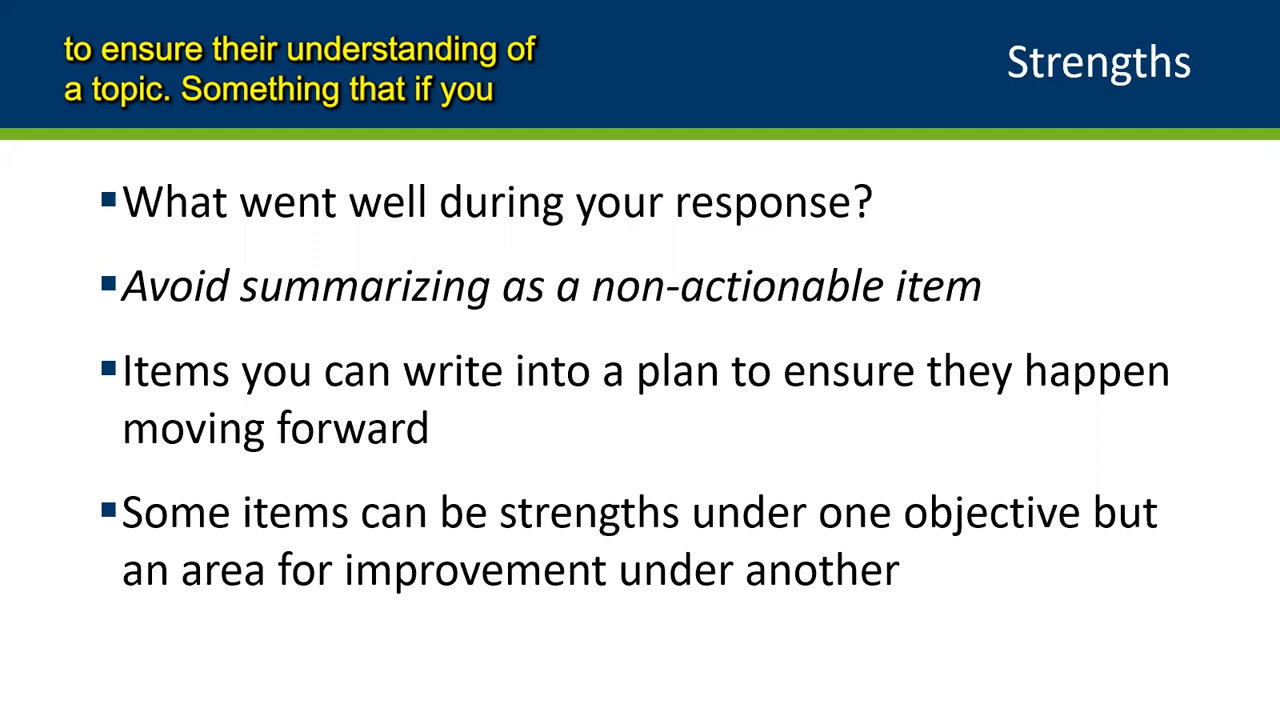 to ensure their understanding of
a topic. Something that if you
Strengths
▪What went well during your response?
▪Avoid summarizing as a non-actionable item
▪Items you can write into a plan to ensure they happen
moving forward
▪Some items can be strengths under one objective but
an area for improvement under another